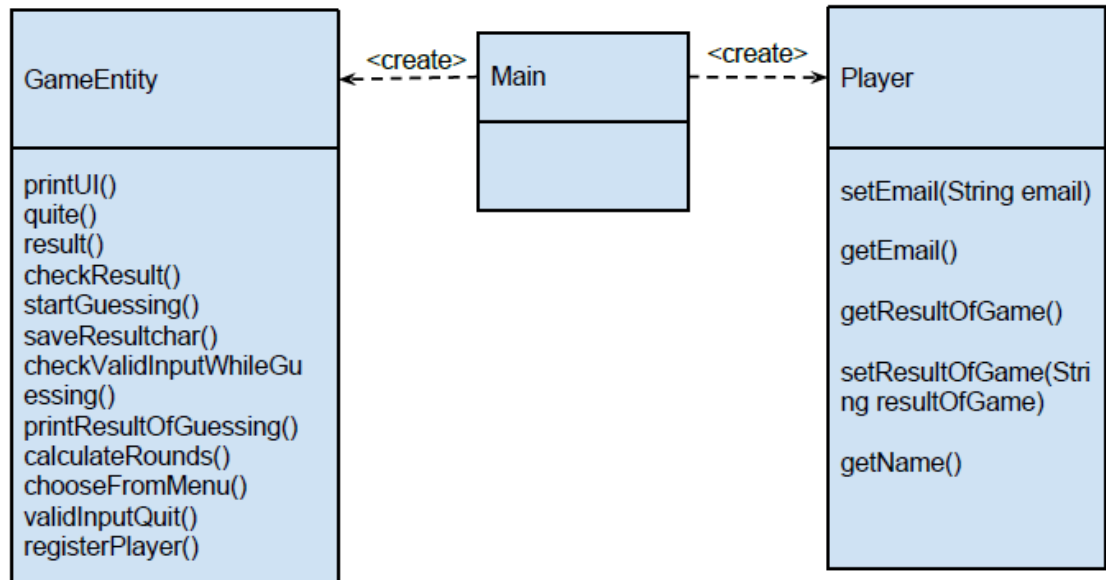 GameEntity
printUI()
quite()
result()
checkResult()
startGuessing()
saveResultchar()
checkValidInputWhileGu
essing()
printResultOfGuessing()
calculateRounds()
chooseFromMenu()
validInputQuit()
registerPlayer()
<create>
Main
<create>
Player
setEmail(String email)
getEmail()
getResultOfGame()
setResultOfGame(Stri
ng resultOfGame)
getName()